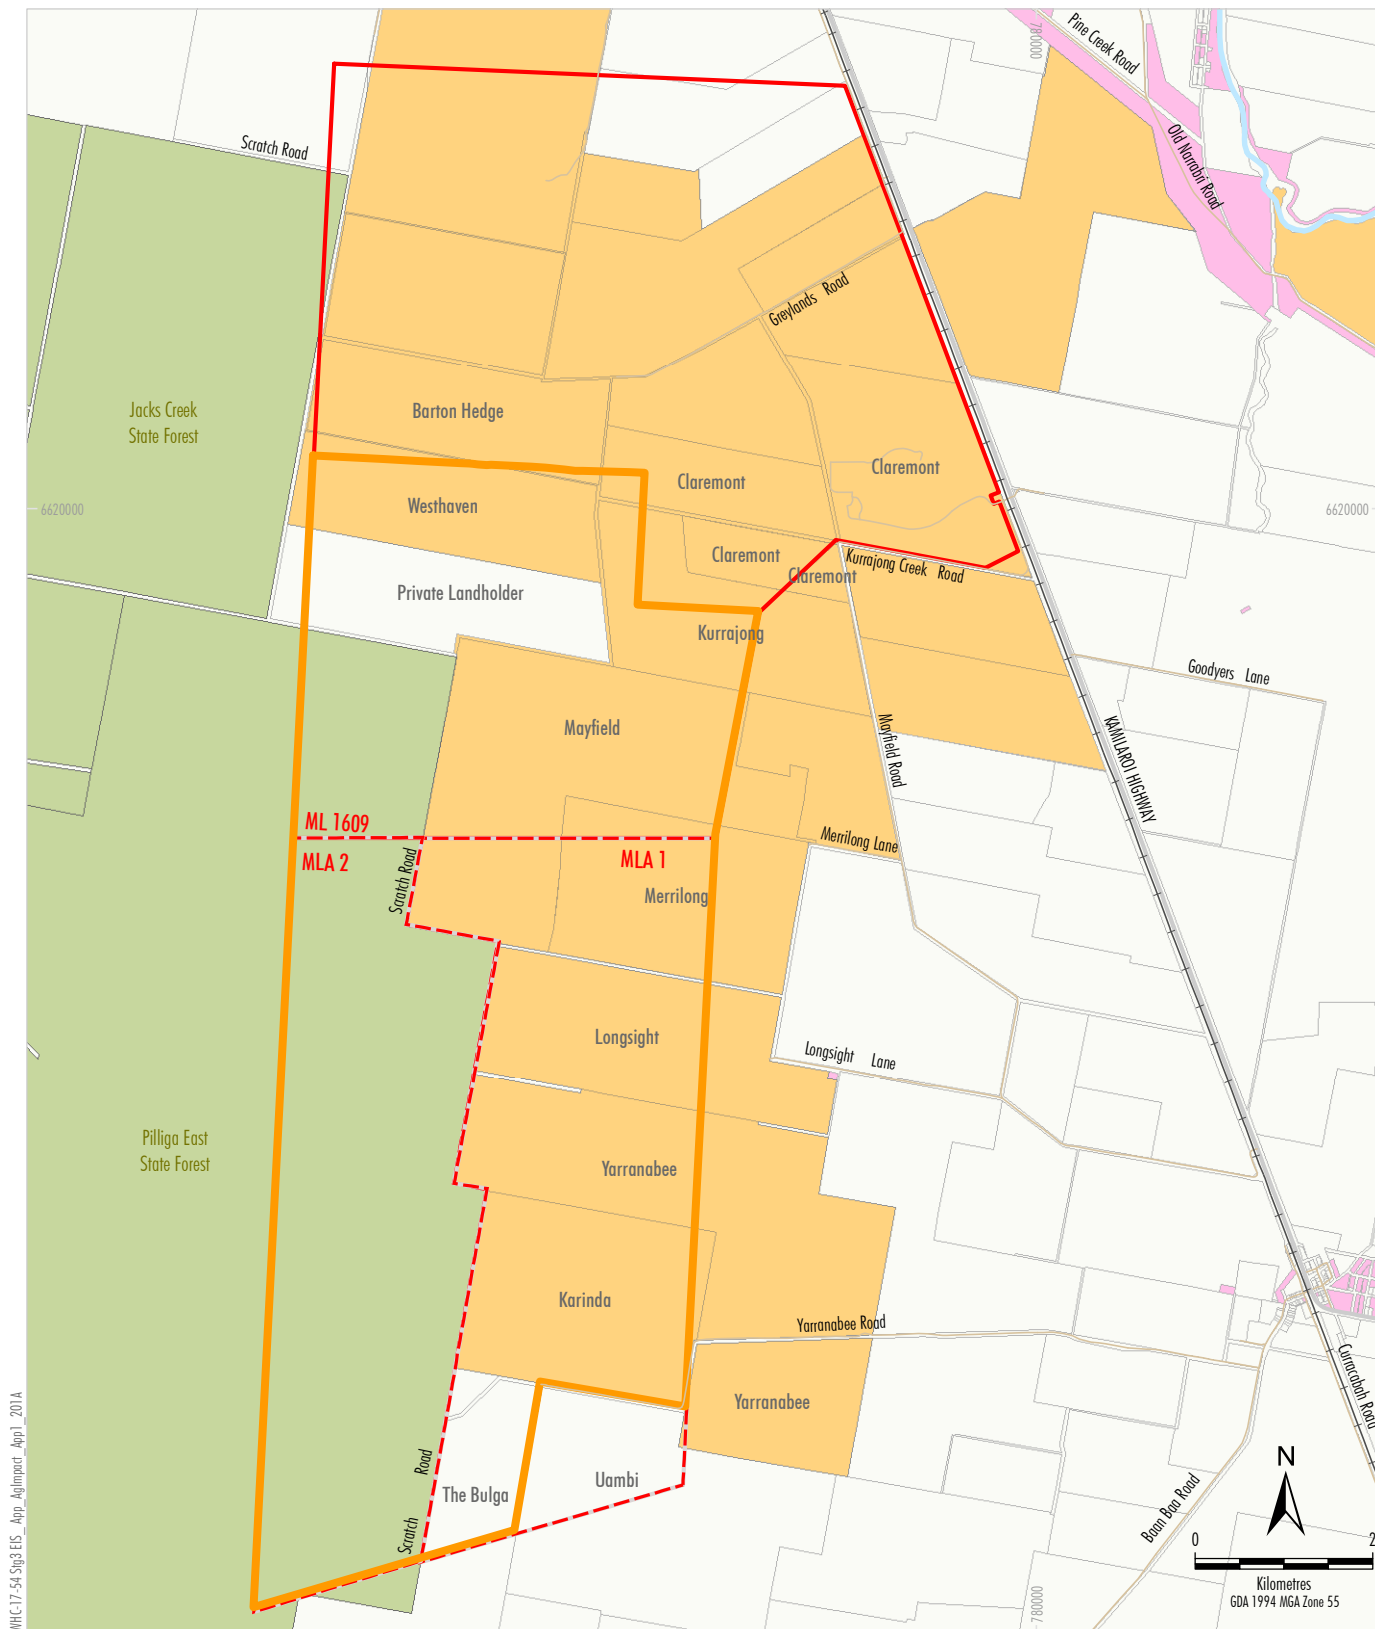 Pine Creek Road
780000
Old Narrabri Road
Scratch Road
Greylands Road
Jacks Creek
State Forest
Barton Hedge
Claremont
Claremont
Westhaven
6620000
6620000
Claremont
Kurrajong Creek Road
Claremont
Private Landholder
Kurrajong
Goodyers Lane
Mayfield
Mayfield Road
KAMILAROI HIGHWAY
ML 1609
MLA 2
MLA 1
Merrilong Lane
Scratch Road
Merrilong
Longsight
Longsight Lane
Pilliga East
State Forest
Yarranabee
Karinda
Yarranabee Road
Curracabah Road
Yarranabee
N
Scratch Road
The Bulga
Uambi
Baan Baa Road
0
2
Kilometres
GDA 1994 MGA Zone 55
780000
WHC-17-54 Stg3 EIS_ App_AgImpact_App1_201A